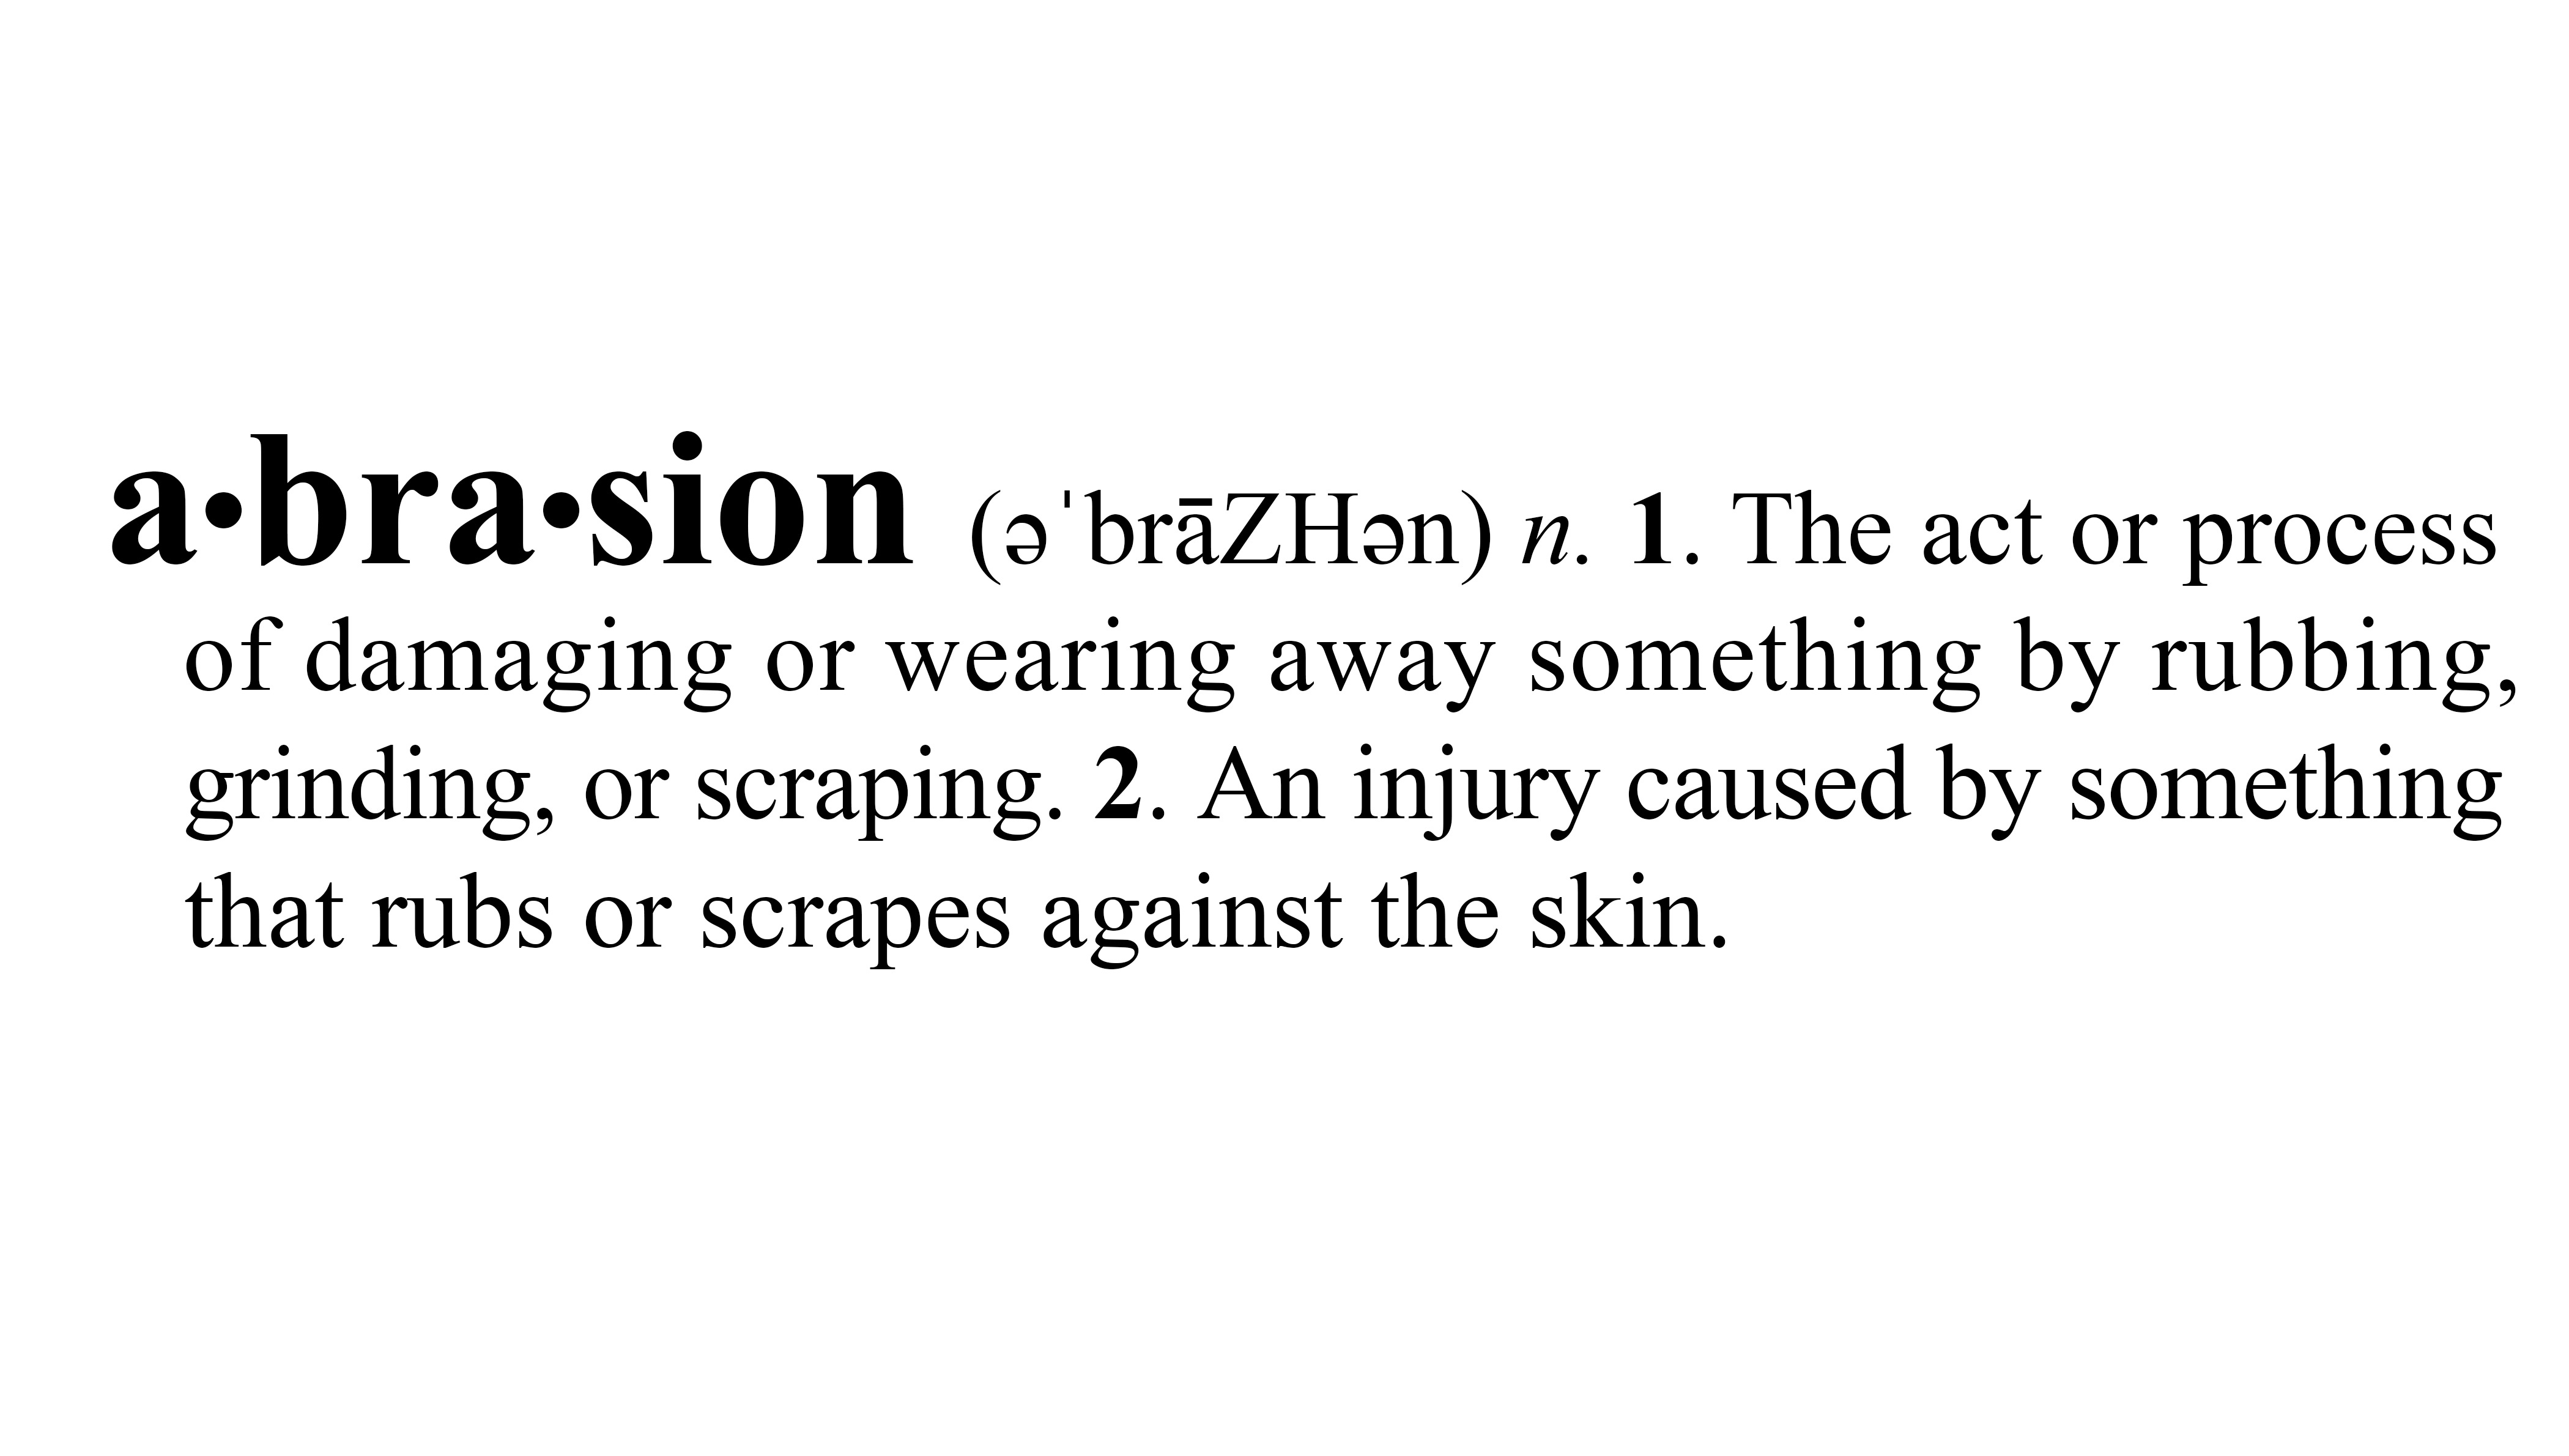 a•bra•sion (əˈbrāZHən) n. 1. The act or process
of damaging or wearing away something by rubbing,
grinding, or scraping. 2. An injury caused by something
that rubs or scrapes against the skin.